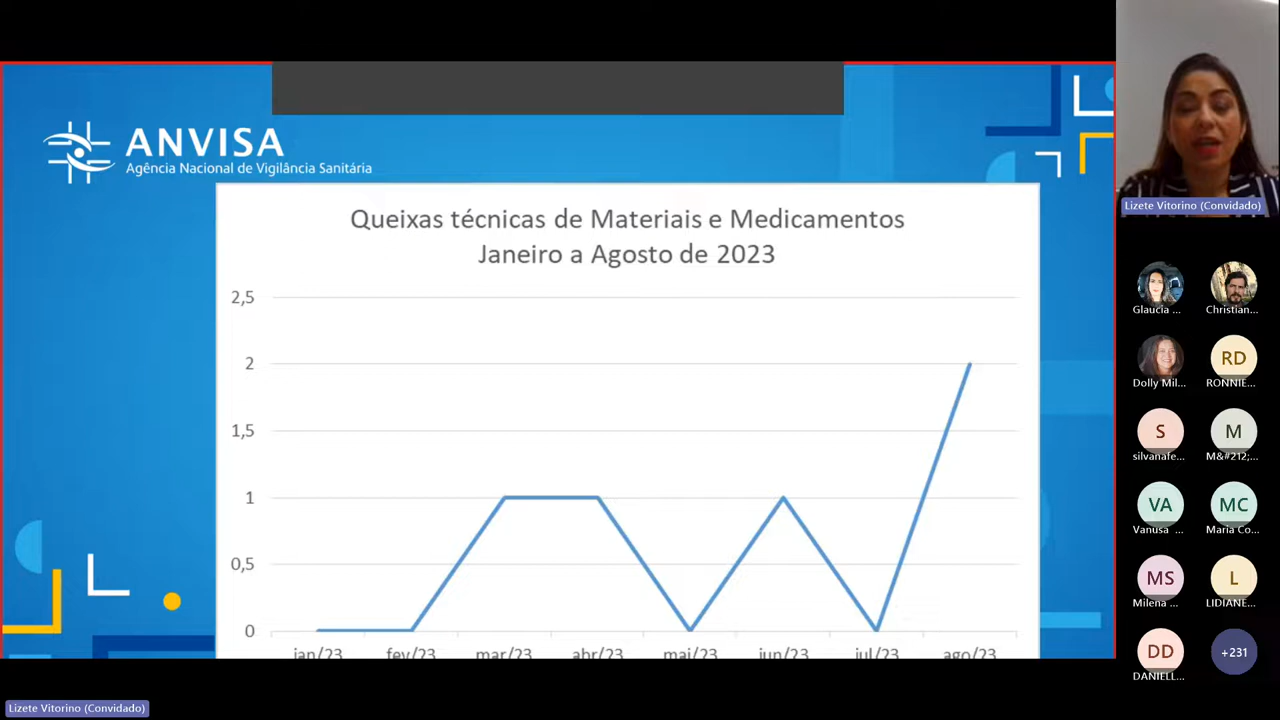 ANVISA
Agência Nacional de Vigilância Sanitária
Queixas técnicas de Materiais e Medicamentos
Janeiro a Agosto de 2023
2,5
2
1,5
1
0,5
0
jan/23 fev/23 mar/23 abr/23 mai/23 jun/23 jul/23 ago/23
Lizete Vitorino (Convidado)
Glaucia ... Christian...
Dolly Mil... RD RONNIE...
S silvanafe... M M&#212;...
VA Vanusa ... MC Maria Co...
MS Milena ... L LIDIANE...
DD DANIELL... +231
Lizete Vitorino (Convidado)